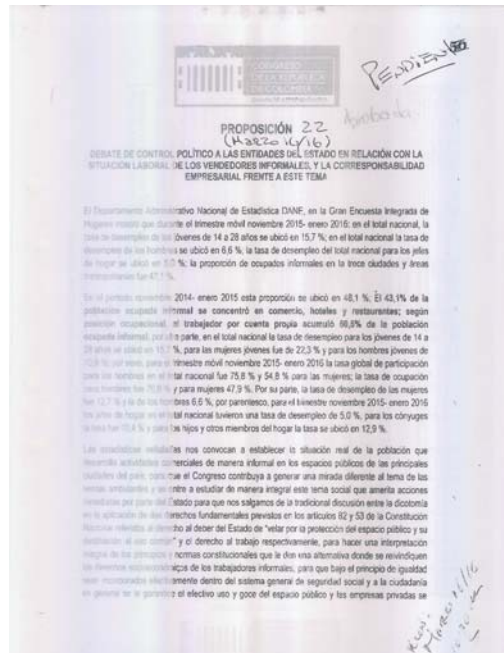 PENDIENTE
CONGRESO
DE LA REPÚBLICA
DE COLOMBIA
Aprobada
PROPOSICIÓN 22
(Marzo 16/16)
DEBATE DE CONTROL POLÍTICO A LAS ENTIDADES DEL ESTADO EN RELACIÓN CON LA
SITUACIÓN LABORAL DE LOS VENDEDORES INFORMALES, Y LA CORRESPONSABILIDAD
EMPRESARIAL FRENTE A ESTE TEMA
El Departamento Administrativo Nacional de Estadística DANE, en la Gran Encuesta Integrada de
Hogares mostró que durante el trimestre móvil noviembre 2015- enero 2016; en el total nacional, la
tasa de desempleo de los jóvenes de 14 a 28 años se ubicó en 15,7 %; en el total nacional la tasa de
desempleo de los hombres se ubicó en 6,6 %, la tasa de desempleo del total nacional para los jefes
de hogar se ubicó en %; la proporción de ocupados informales en la trece ciudades y áreas
metropolitanas fue 47,1 %.
En el periodo noviembre 2014- enero 2015 esta proporción se ubicó en 48,1 %. El 43,1% de la
población ocupada informal se concentró en comercio, hoteles y restaurantes; según
posición ocupacional, el trabajador por cuenta propia acumuló % de la población
ocupada informal, por otra parte, en el total nacional la tasa de desempleo para los jóvenes de 14 a
28 años se ubicó en 15,7 %, para las mujeres jóvenes fue de 22,3 % y para los hombres jóvenes de
% por sexo, para el trimestre móvil noviembre 2015- enero 2016 la tasa global de participación
para los hombres en el total nacional fue 75,8 % y 54,8 % para las mujeres; la tasa de ocupación
para hombres fue % y para mujeres 47,9 %. Por su parte, la tasa de desempleo de las mujeres
fue 12,7 % y la de los hombres 6,6 %, por parentesco, para el trimestre noviembre 2015- enero 2016
los jefes de hogar en el total nacional tuvieron una tasa de desempleo de 5,0 %, para los cónyuges
la tasa fue % y para los hijos y otros miembros del hogar la tasa se ubicó en 12,9 %.
Las estadísticas señaladas nos convocan a establecer la situación real de la población que
desarrolla actividades comerciales de manera informal en los espacios públicos de las principales
ciudades del país, para que el Congreso contribuya a generar una mirada diferente al tema de las
ventas ambulantes y se entre a estudiar de manera integral este tema social que amerita acciones
inmediatas por parte del Estado para que nos salgamos de la tradicional discusión entre la dicotomía
en la aplicación de dos derechos fundamentales previstos en los artículos 82 y 53 de la Constitución
Nacional referidos al derecho al deber del Estado de "velar por la protección del espacio público y su
destinación al uso común" y el derecho al trabajo respectivamente, para hacer una interpretación
integral de los principios y normas constitucionales que le den una alternativa donde se reivindiquen
los derechos socioeconómicos de los trabajadores informales, para que bajo el principio de igualdad
sean incorporados efectivamente dentro del sistema general de seguridad social y a la ciudadanía
en general se le garantice el efectivo uso y goce del espacio público y las empresas privadas se
Marzo 16/16